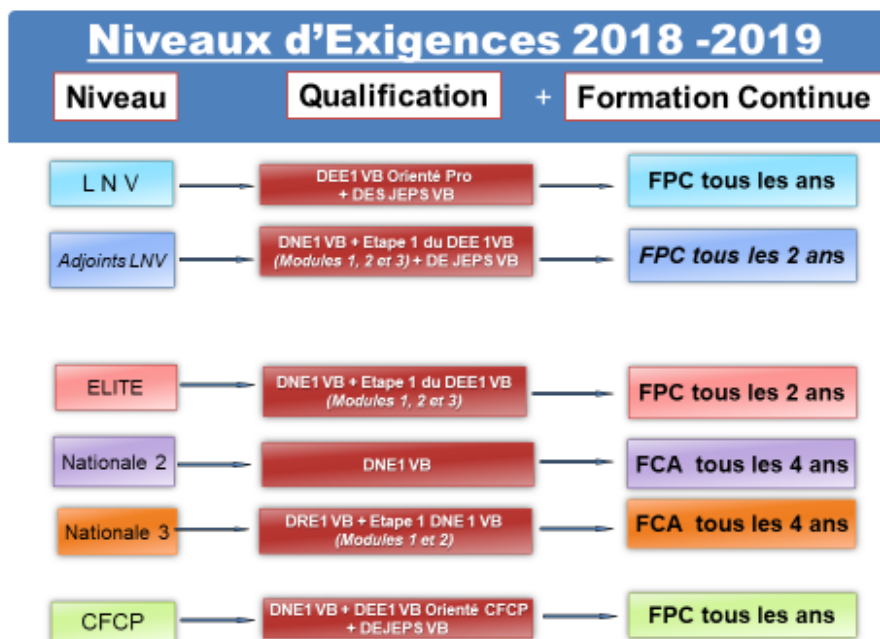 Niveaux d'Exigences 2018 -2019
Niveau
Qualification
+
Formation Continue
L N V
DEE1 VB Orienté Pro
+ DES JEPS VB
FPC tous les ans
Adjoints LNV
DNE1 VB + Etape 1 du DEE 1VB
(Modules 1, 2 et 3) + DE JEPS VB
FPC tous les 2 ans
ELITE
DNE1 VB + Etape 1 du DEE1 VB
(Modules 1, 2 et 3)
FPC tous les 2 ans
Nationale 2
DNE1 VB
FCA tous les 4 ans
Nationale 3
DRE1 VB + Etape 1 DNE 1 VB
(Modules 1 et 2)
FCA tous les 4 ans
CFCP
DNE1 VB + DEE1 VB Orienté CFCP
+ DEJEPS VB
FPC tous les ans